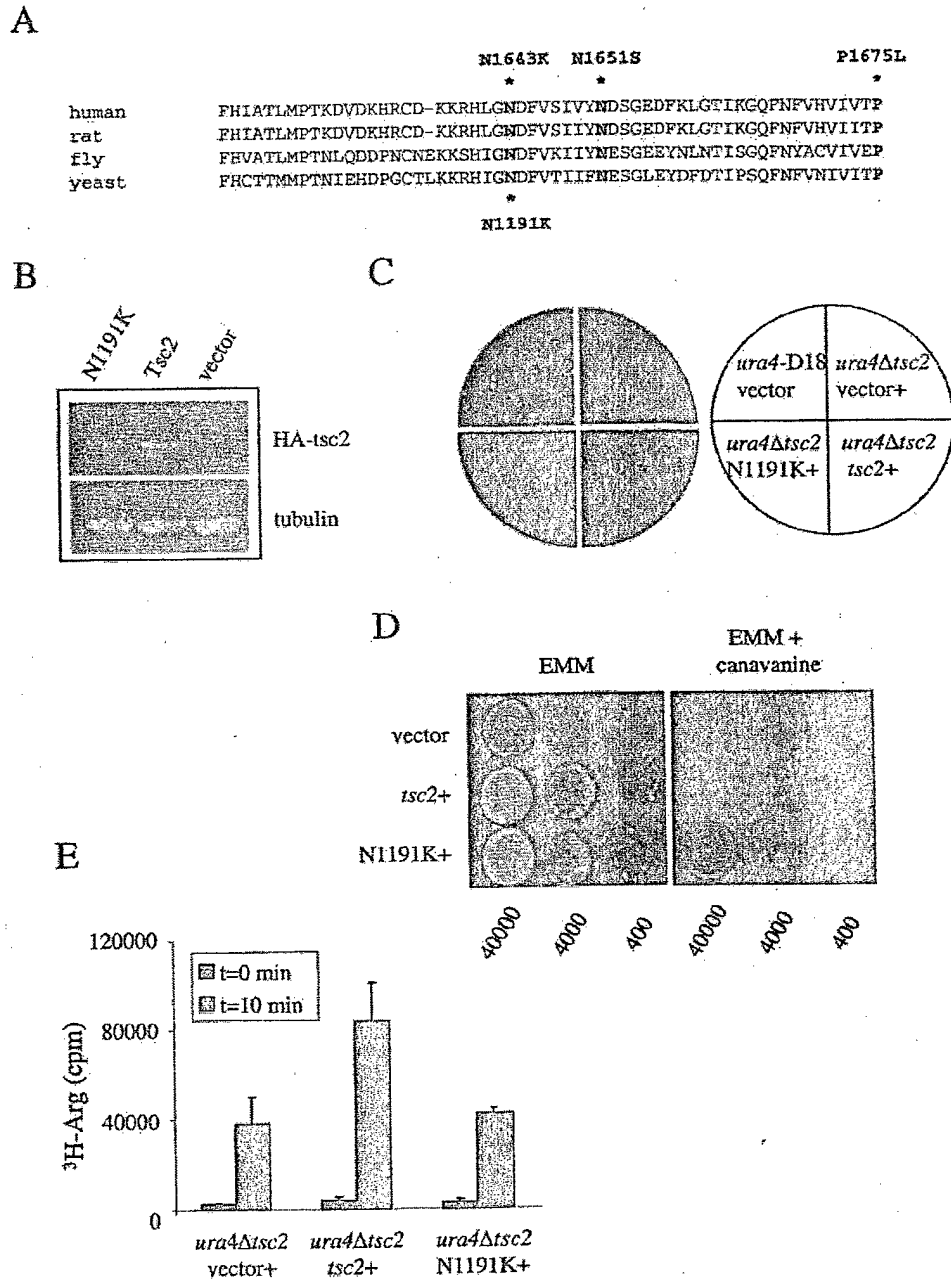 A
N1643K N1651S P1675L
* * *
human FHIATLMPTKDVDKHRCD-KKRHLGNDFVSIVYNDSGEDFKLGTIKGQFNFVHVIVTP
rat FHIATLMPTKDVDKHRCD-KKRHLGNDFVSIIYNDSGEDFKLGTIKGQFNFVHVIITP
fly FHVATLMPTNLQDDPNCNEKKSHIGNDFVKIIYNESGEEYNLNTISGQFNYACVIVEP
yeast FHCTTMMPTNIEHDPGCTLKKRHIGNDFVTIIFNESGLEYDFDTIPSQFNFVNIVITP
*
N1191K
B
N1191K Tsc2 vector
HA-tsc2
tubulin
C
ura4-D18 ura4Δtsc2
vector vector+
ura4Δtsc2 ura4Δtsc2
N1191K+ tsc2+
D
EMM EMM +
canavanine
vector
tsc2+
N1191K+
40000 4000 400 40000 4000 400
E
120000
80000
40000
0
³H-Arg (cpm)
t=0 min
t=10 min
ura4Δtsc2 ura4Δtsc2 ura4Δtsc2
vector+ tsc2+ N1191K+